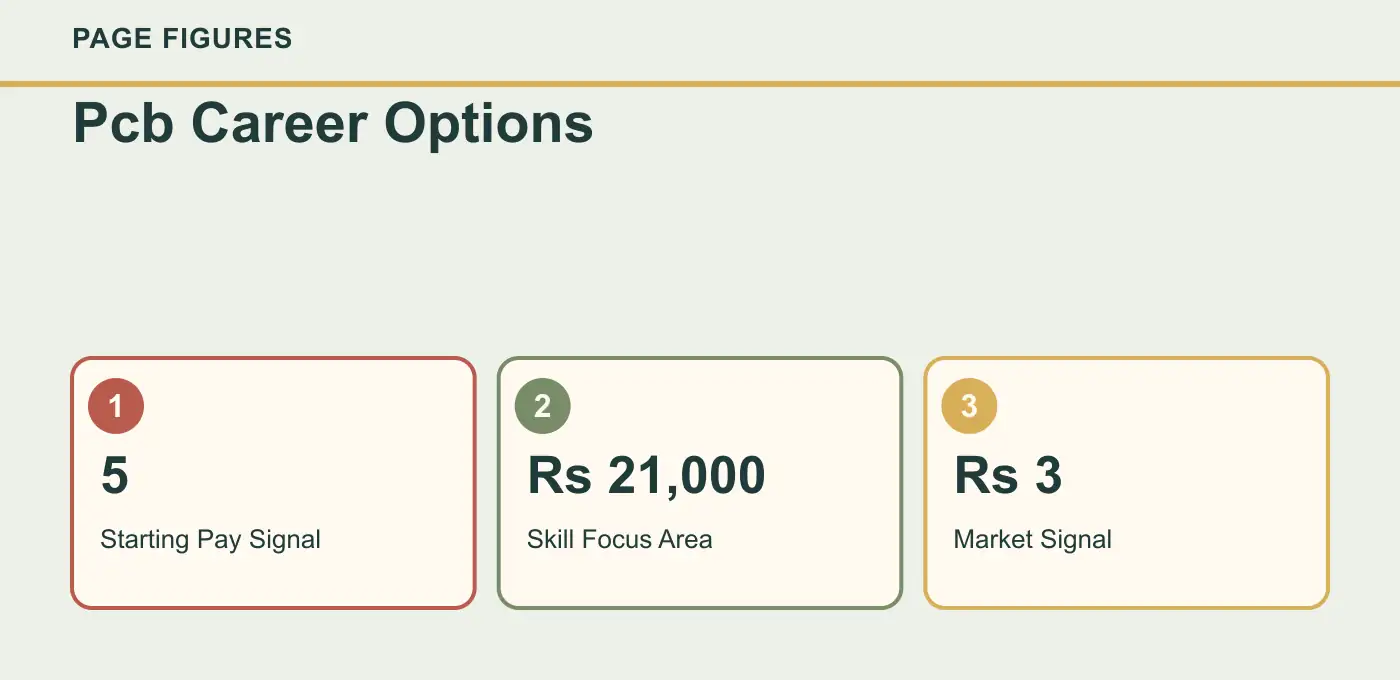 PAGE FIGURES
Pcb Career Options
1
5
Starting Pay Signal
2
Rs 21,000
Skill Focus Area
3
Rs 3
Market Signal